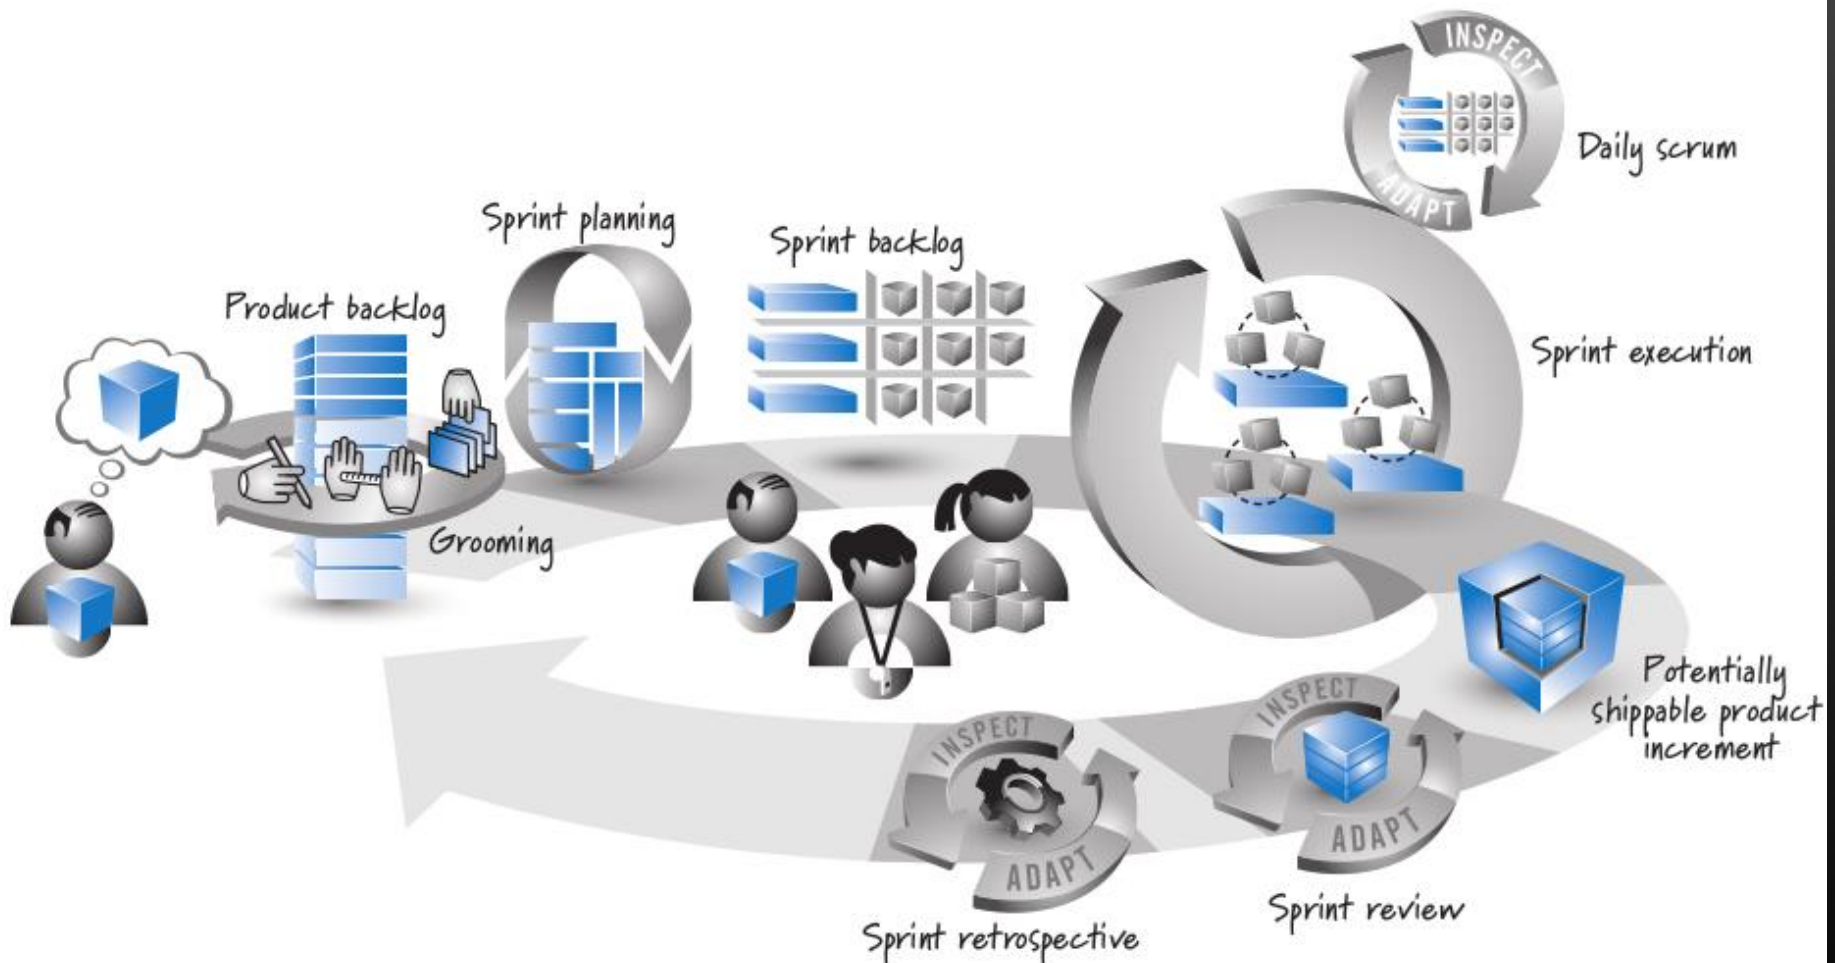 INSPECT
ADAPT
Daily scrum
Sprint planning
Sprint backlog
Product backlog
Sprint execution
Grooming
Potentially
shippable product
increment
INSPECT
ADAPT
Sprint review
INSPECT
ADAPT
Sprint retrospective